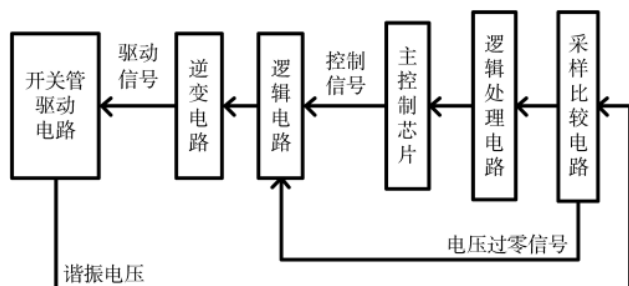 开关管
驱动
电路
驱动
信号
逆变电路
逻辑电路
控制
信号
主控制芯片
逻辑处理电路
采样比较电路
电压过零信号
谐振电压